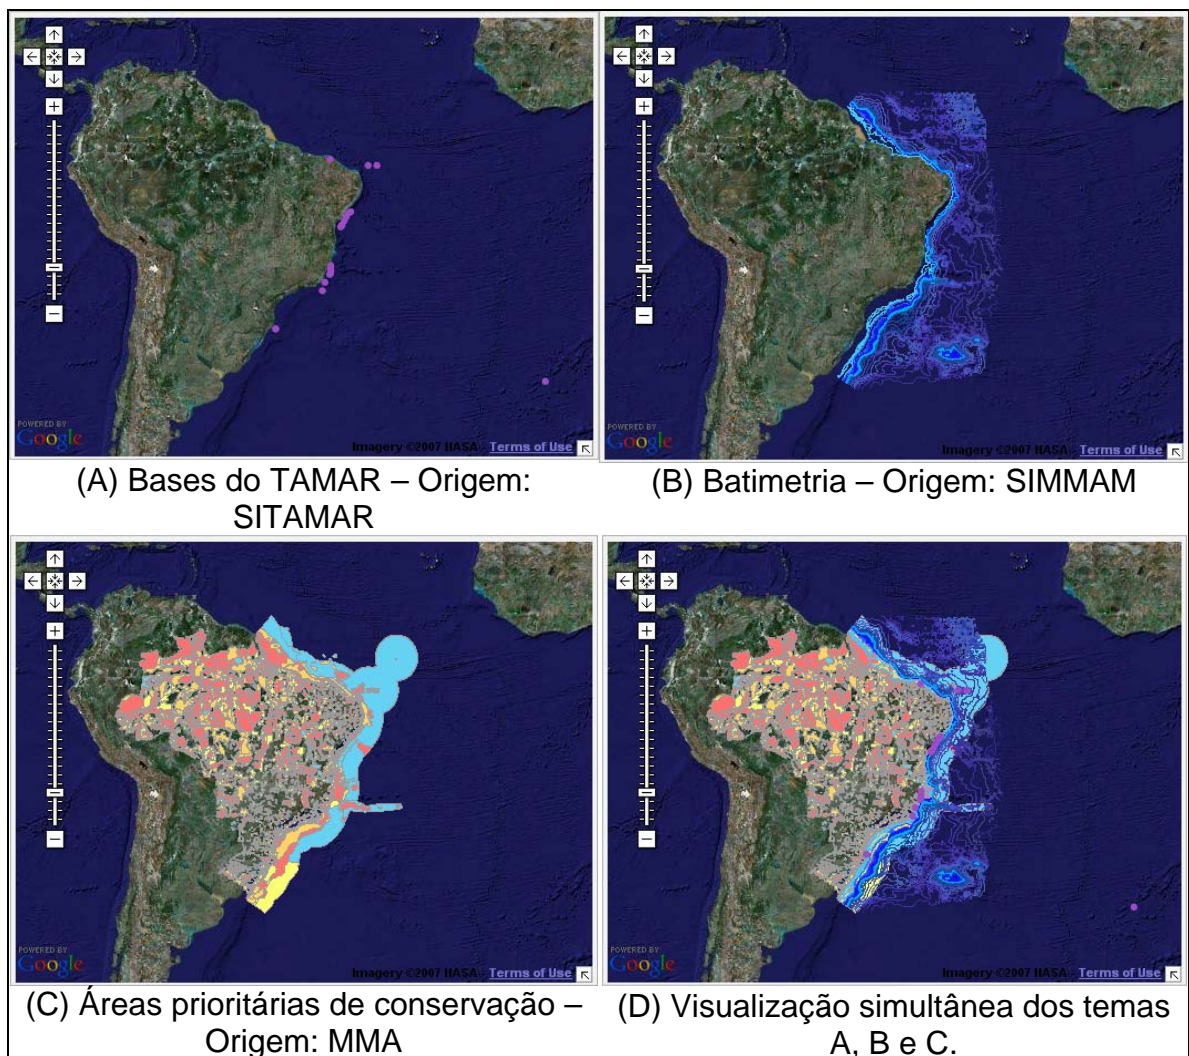 POWERED BY
Google
Imagery ©2007 NASA - Terms of Use
POWERED BY
Google
Imagery ©2007 NASA - Terms of Use
(A) Bases do TAMAR – Origem:
SITAMAR
(B) Batimetria – Origem: SIMMAM
POWERED BY
Google
Imagery ©2007 NASA - Terms of Use
POWERED BY
Google
Imagery ©2007 NASA - Terms of Use
(C) Áreas prioritárias de conservação –
Origem: MMA
(D) Visualização simultânea dos temas
A, B e C.